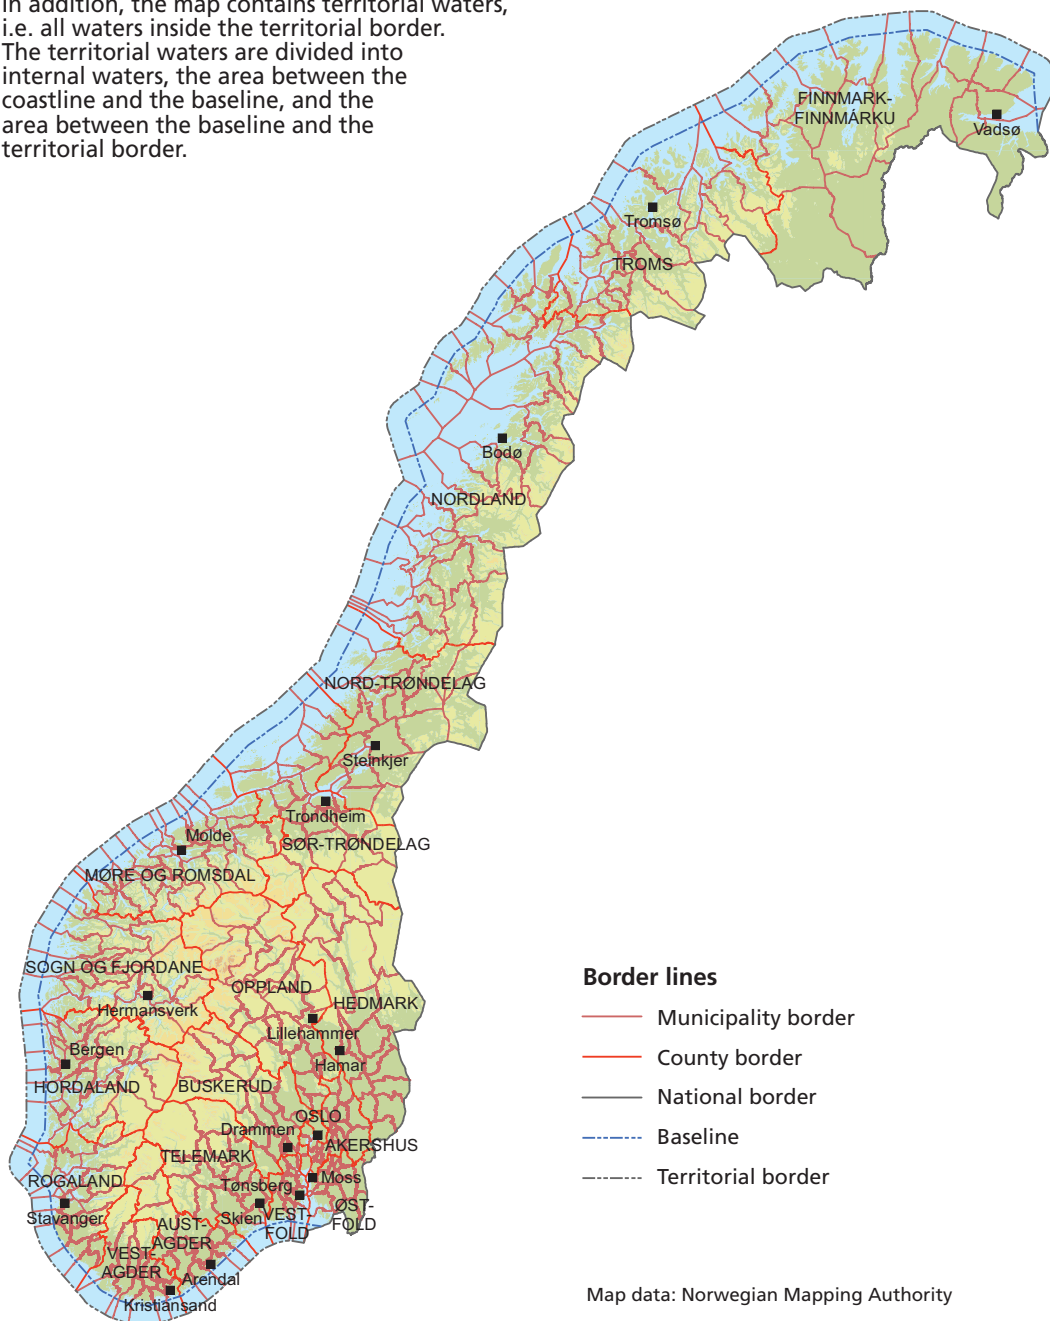 In addition, the map contains territorial waters,
i.e. all waters inside the territorial border.
The territorial waters are divided into
internal waters, the area between the
coastline and the baseline, and the
area between the baseline and the
territorial border.
FINNMARK-
FINNMÁRKU
Vadsø
Tromsø
TROMS
Bodø
NORDLAND
NORD-TRØNDELAG
Steinkjer
Trondheim
Molde
SØR-TRØNDELAG
MØRE OG ROMSDAL
SOGN OG FJORDANE
OPPLAND
HEDMARK
Hermansverk
Lillehammer
Bergen
Hamar
HORDALAND
BUSKERUD
OSLO
Drammen
AKERSHUS
TELEMARK
ROGALAND
Tønsberg
Moss
Stavanger
Skien
VEST-
FOLD
ØST-
FOLD
AUST-
AGDER
VEST-
AGDER
Arendal
Kristiansand
Border lines
Municipality border
County border
National border
Baseline
Territorial border
Map data: Norwegian Mapping Authority